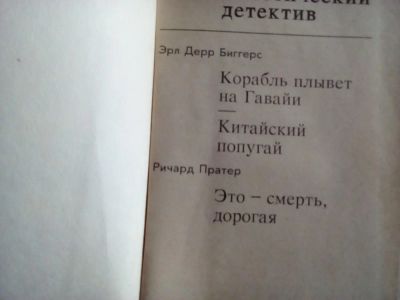 детектив
Эрл Дерр Биггерс
Корабль плывет
на Гавайи
Китайский
попугай
Ричард Пратер
Это – смерть,
дорогая